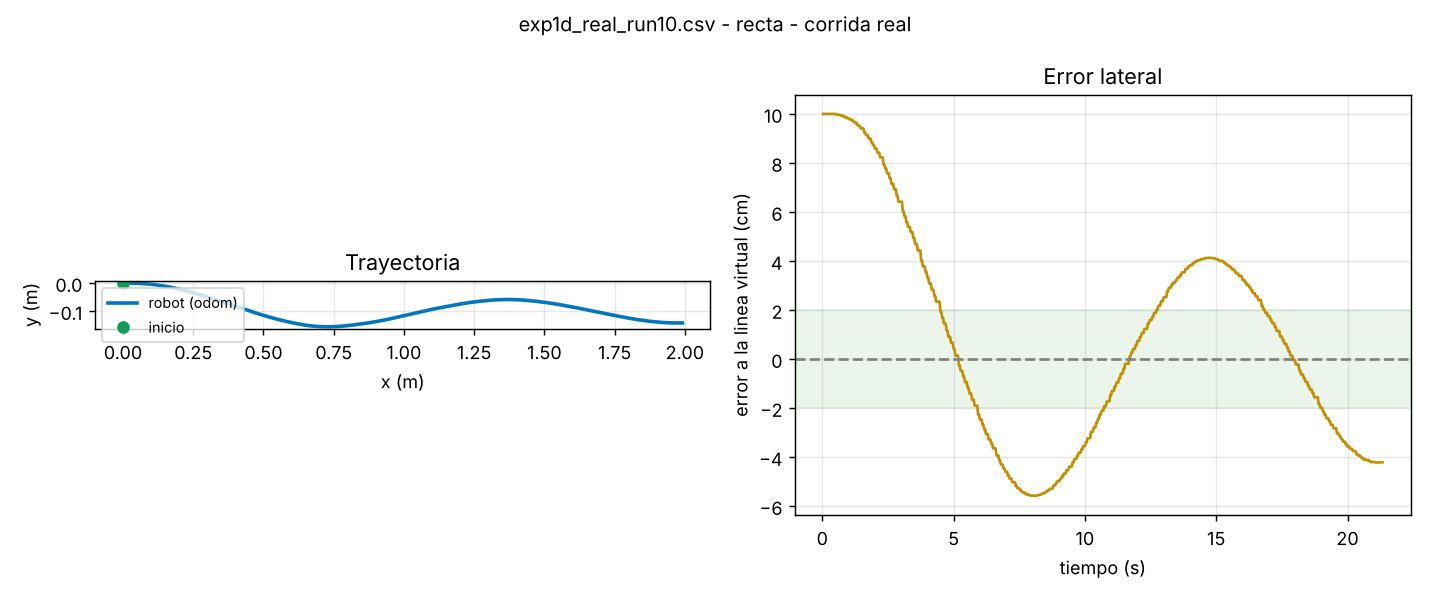 exp1d_real_run10.csv - recta - corrida real
Trayectoria
y (m)
0.0
−0.1
robot (odom)
inicio
0.00 0.25 0.50 0.75 1.00 1.25 1.50 1.75 2.00
x (m)
Error lateral
error a la linea virtual (cm)
10
8
6
4
2
0
−2
−4
−6
0 5 10 15 20
tiempo (s)